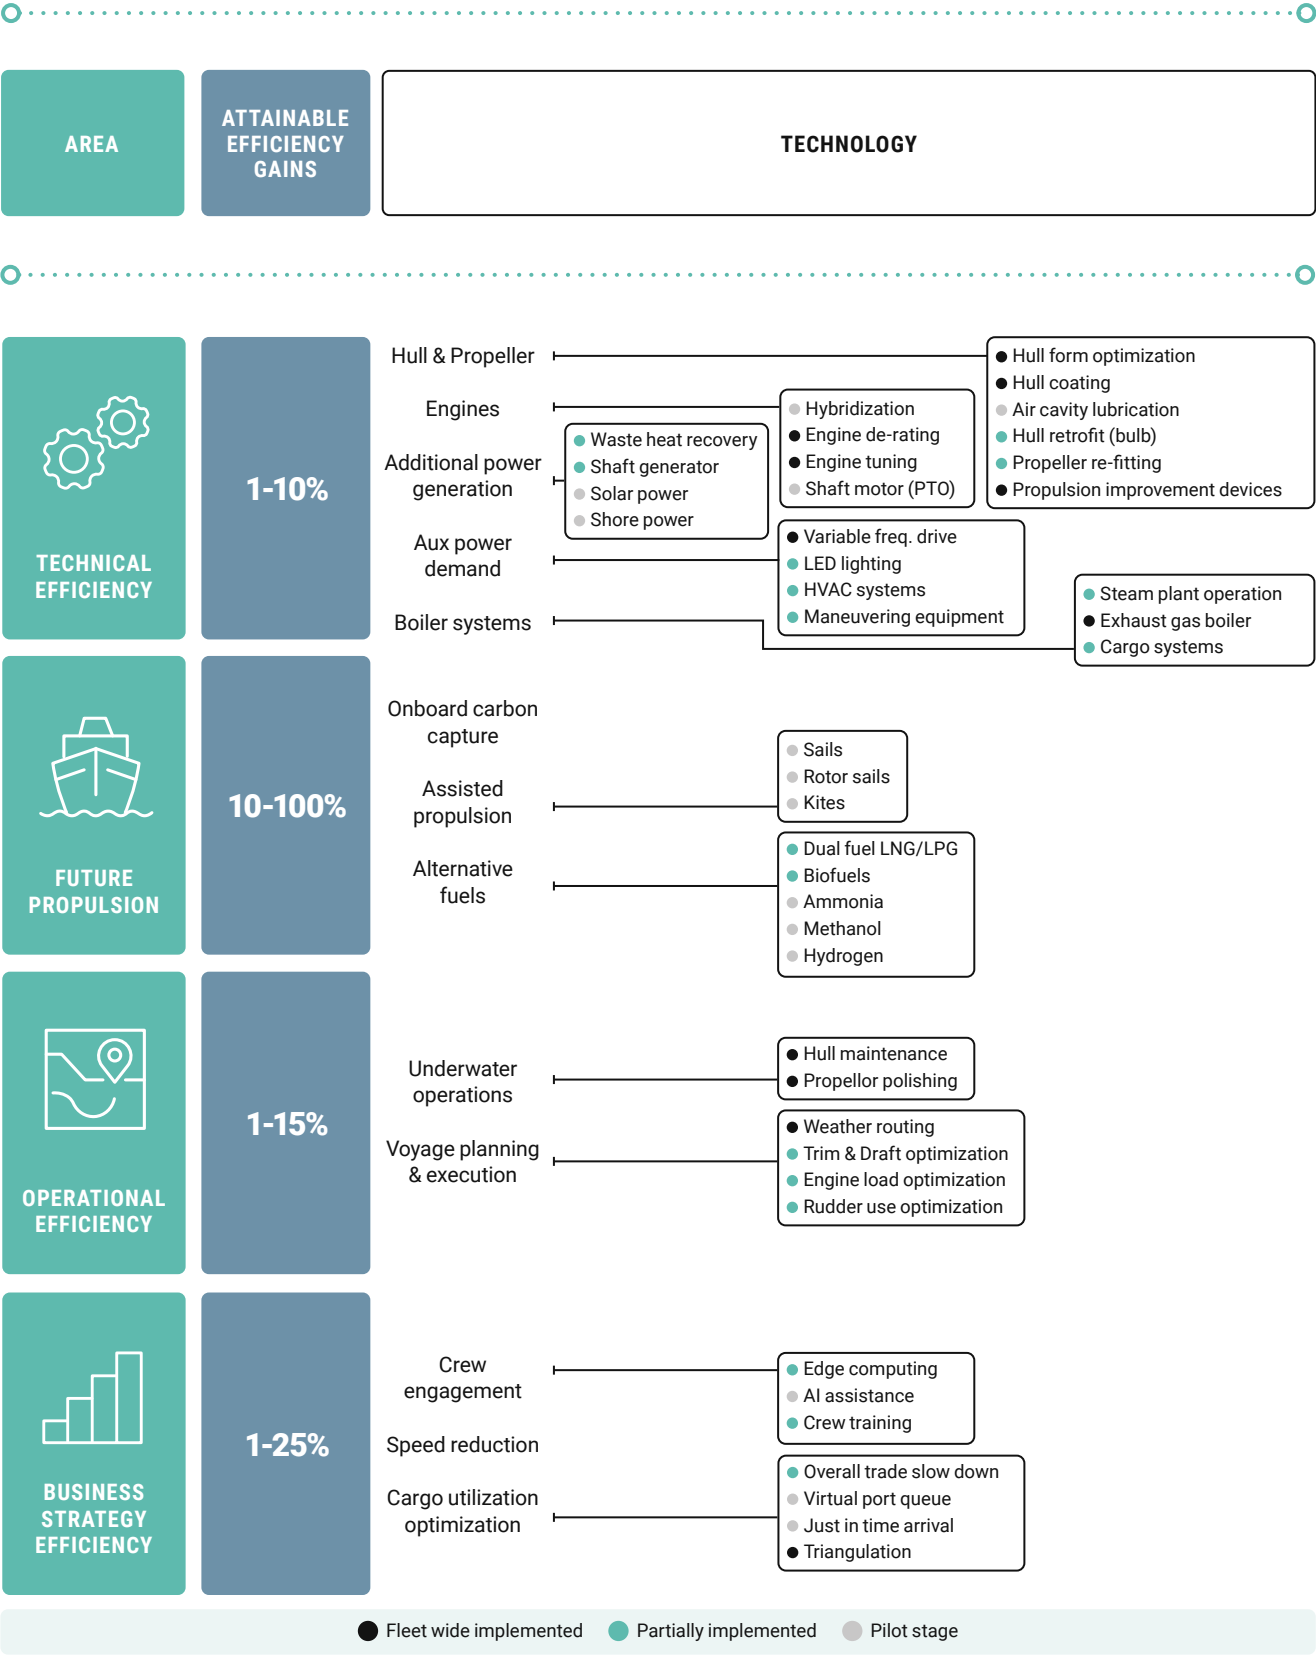 AREA
ATTAINABLE
EFFICIENCY
GAINS
TECHNOLOGY
TECHNICAL
EFFICIENCY
1-10%
Hull & Propeller
Hull form optimization
Hull coating
Air cavity lubrication
Hull retrofit (bulb)
Propeller re-fitting
Propulsion improvement devices
Engines
Hybridization
Engine de-rating
Engine tuning
Shaft motor (PTO)
Additional power
generation
Waste heat recovery
Shaft generator
Solar power
Shore power
Aux power
demand
Variable freq. drive
LED lighting
HVAC systems
Maneuvering equipment
Boiler systems
Steam plant operation
Exhaust gas boiler
Cargo systems
FUTURE
PROPULSION
10-100%
Onboard carbon
capture
Assisted
propulsion
Sails
Rotor sails
Kites
Alternative
fuels
Dual fuel LNG/LPG
Biofuels
Ammonia
Methanol
Hydrogen
OPERATIONAL
EFFICIENCY
1-15%
Underwater
operations
Hull maintenance
Propellor polishing
Voyage planning
& execution
Weather routing
Trim & Draft optimization
Engine load optimization
Rudder use optimization
BUSINESS
STRATEGY
EFFICIENCY
1-25%
Crew
engagement
Edge computing
AI assistance
Crew training
Speed reduction
Cargo utilization
optimization
Overall trade slow down
Virtual port queue
Just in time arrival
Triangulation
Fleet wide implemented
Partially implemented
Pilot stage